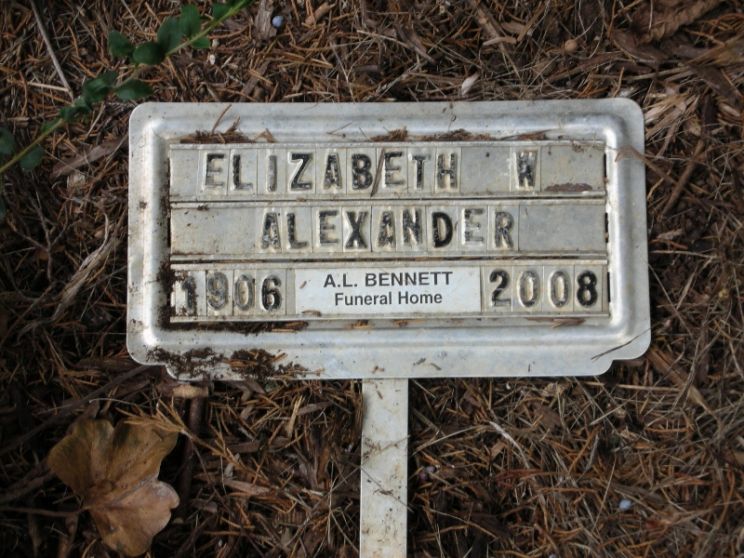 ELIZABETH W
ALEXANDER
1906
A.L. BENNETT
Funeral Home
2008